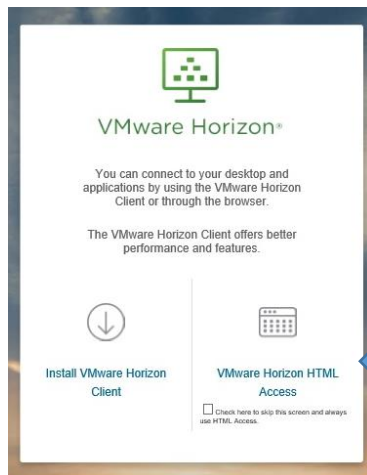 VMware Horizon®
You can connect to your desktop and
applications by using the VMware Horizon
Client or through the browser.
The VMware Horizon Client offers better
performance and features.
Install VMware Horizon
Client
VMware Horizon HTML
Access
Check here to skip this screen and always
use HTML Access.